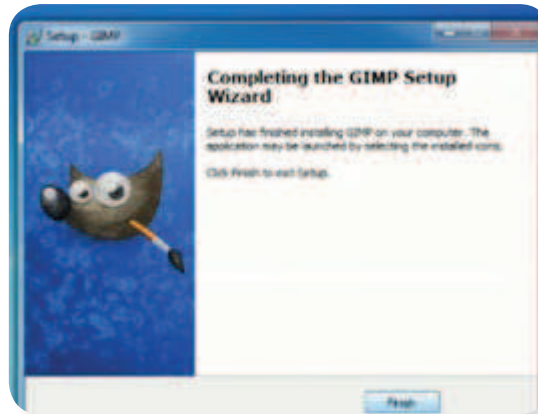 Setup - GIMP
Completing the GIMP Setup
Wizard
Setup has finished installing GIMP on your computer. The
application may be launched by selecting the installed icons.
Click Finish to exit Setup.
Finish